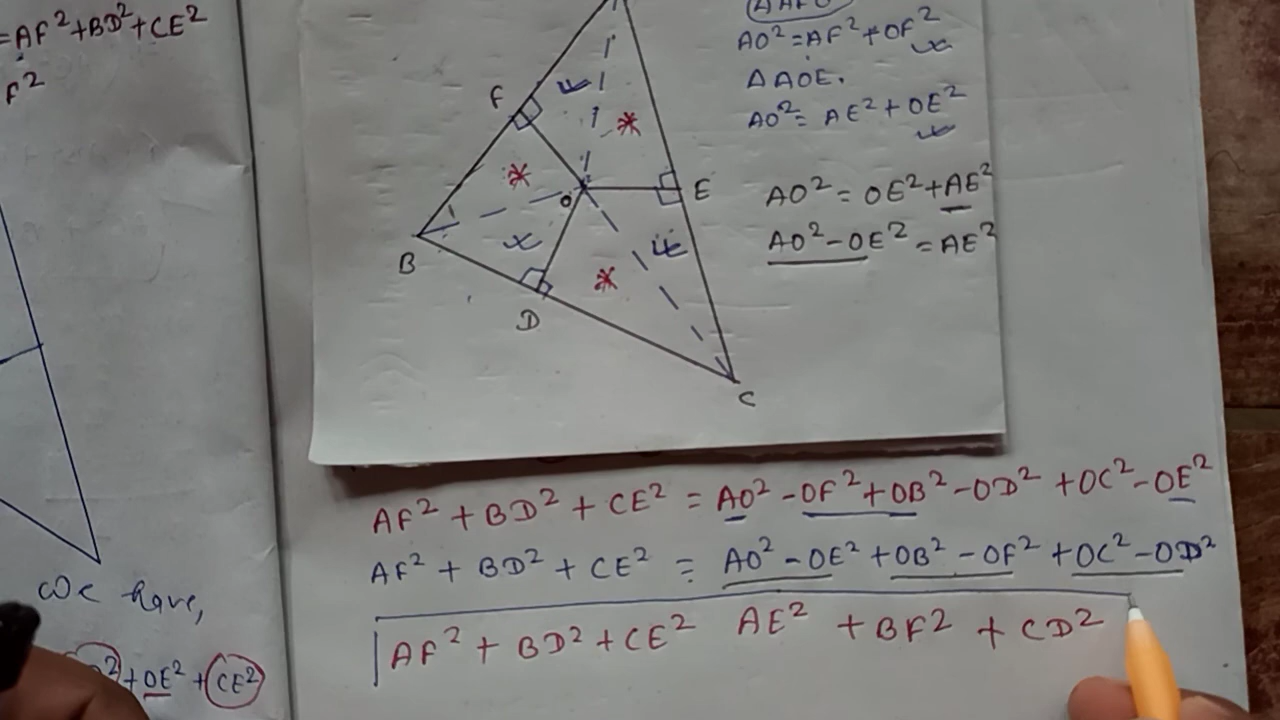 =AF²+BD²+CE²
F²
We have,
+OE²+CE²
AO²=AF²+OF²
ΔAOE.
AO²= AE²+OE²
AO² = OE²+AE²
AO²-OE² = AE²
F
O
E
B
D
C
AF² + BD² + CE² = AO² - OF² + OB² - OD² + OC² - OE²
AF² + BD² + CE² = AO² - OE² + OB² - OF² + OC² - OD²
AF² + BD² + CE² AE² + BF² + CD²